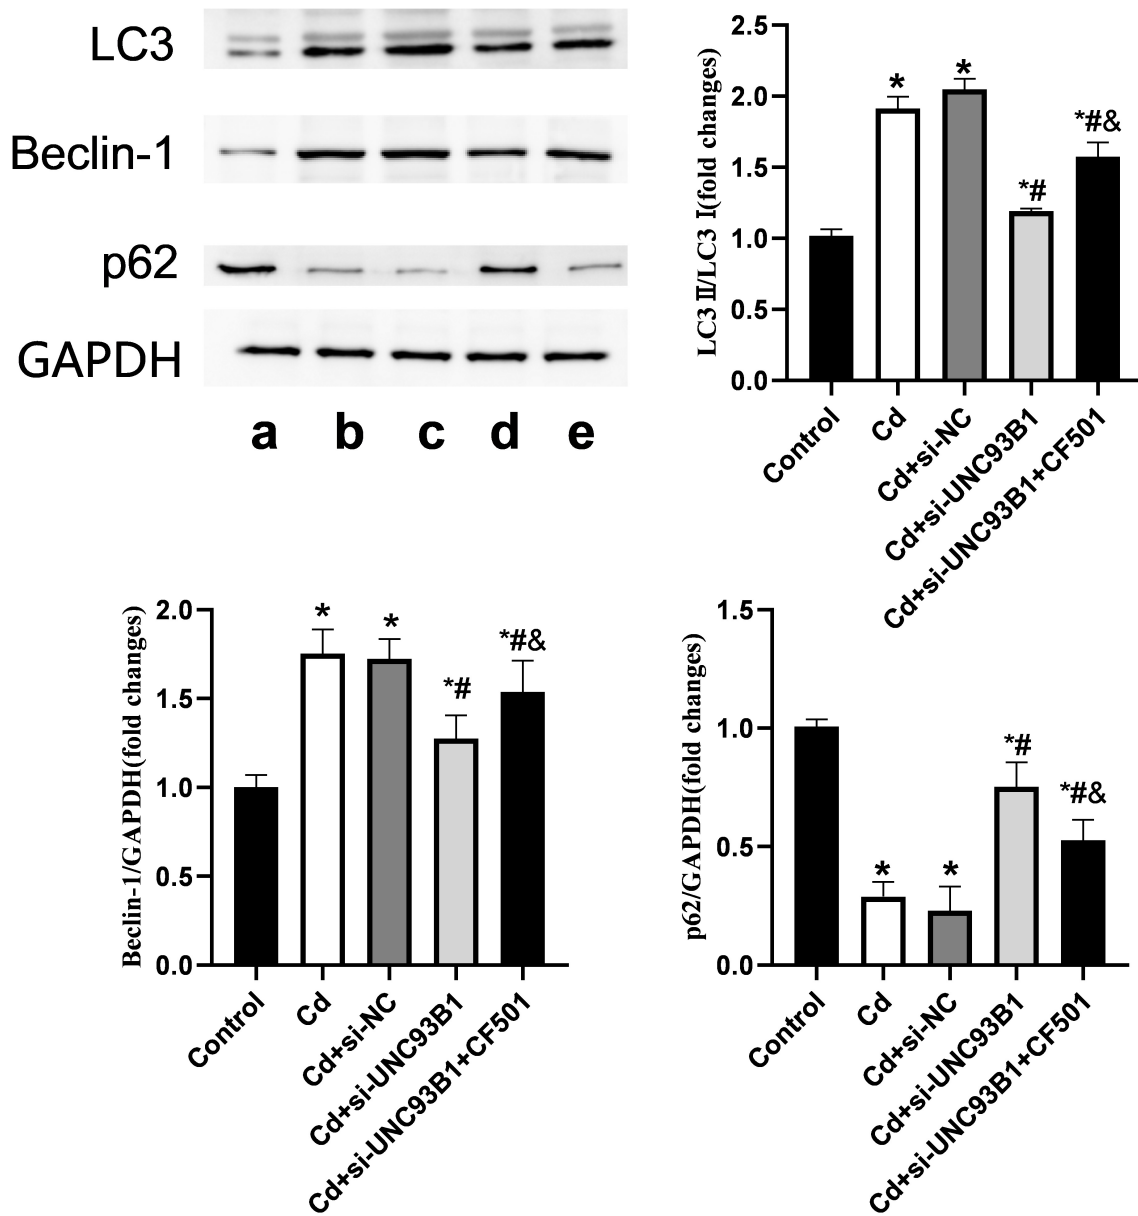 LC3
Beclin-1
p62
GAPDH
a b c d e
LC3 Ⅱ/LC3 Ⅰ(fold changes)
2.5
2.0
1.5
1.0
0.5
0.0
*
*
*#
*#&
Control
Cd
Cd+si-NC
Cd+si-UNC93B1
Cd+si-UNC93B1+CF501
Beclin-1/GAPDH(fold changes)
2.0
1.5
1.0
0.5
0.0
*
*
*#
*#&
Control
Cd
Cd+si-NC
Cd+si-UNC93B1
Cd+si-UNC93B1+CF501
p62/GAPDH(fold changes)
1.5
1.0
0.5
0.0
*
*
*#
*#&
Control
Cd
Cd+si-NC
Cd+si-UNC93B1
Cd+si-UNC93B1+CF501